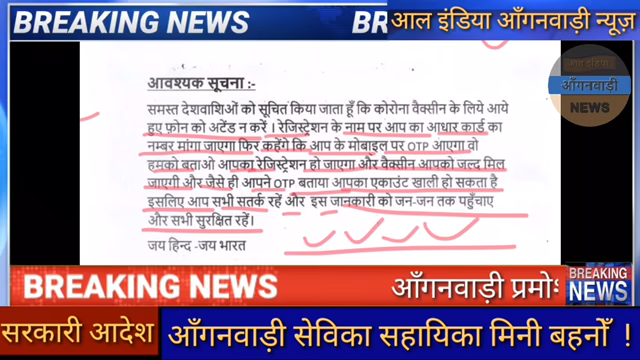 BREAKING NEWS
BREAKING NEWS
आल इंडिया आँगनवाड़ी न्यूज़
आल इंडिया
आँगनवाड़ी
NEWS
आवश्यक सूचना :-
समस्त देशवाशिओं को सूचित किया जाता हूँ कि कोरोना वैक्सीन के लिये आये
हुए फ़ोन को अटेंड न करें । रेजिस्ट्रेशन के नाम पर आप का आधार कार्ड का
नम्बर मांगा जाएगा फिर कहेंगे कि आप के मोबाइल पर OTP आएगा वो
हमको बताओ आपका रेजिस्ट्रेशन हो जाएगा और वैक्सीन आपको जल्द मिल
जाएगी और जैसे ही आपने OTP बताया आपका एकाउंट खाली हो सकता है
इसलिए आप सभी सतर्क रहें और इस जानकारी को जन-जन तक पहुँचाए
और सभी सुरक्षित रहें।
जय हिन्द -जय भारत
BREAKING NEWS
आँगनवाड़ी प्रमोश
BREAKING
NEWS
सरकारी आदेश
आँगनवाड़ी सेविका सहायिका मिनी बहनोँ !